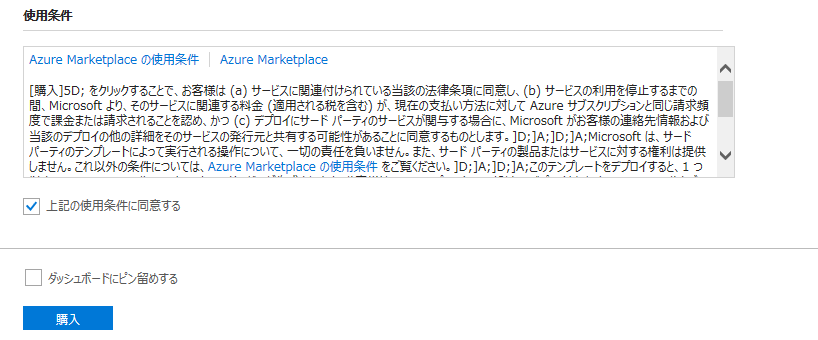 使用条件
Azure Marketplace の使用条件 Azure Marketplace
[購入]5D; をクリックすることで、お客様は (a) サービスに関連付けられている当該の法律条項に同意し、(b) サービスの利用を停止するまでの
間、Microsoft より、そのサービスに関連する料金 (適用される税を含む) が、現在の支払い方法に対して Azure サブスクリプションと同じ請求頻
度で課金または請求されることを認め、かつ (c) デプロイにサード パーティのサービスが関与する場合に、Microsoft がお客様の連絡先情報および
当該のデプロイの他の詳細をそのサービスの発行元と共有する可能性があることに同意するものとします。]D;]A;]D;]A;Microsoft は、サード
パーティのテンプレートによって実行される操作について、一切の責任を負いません。また、サード パーティの製品またはサービスに対する権利は提供
しません。これ以外の条件については、Azure Marketplace の使用条件 をご覧ください。]D;]A;]D;]A;このテンプレートをデプロイすると、1 つ
上記の使用条件に同意する
ダッシュボードにピン留めする
購入